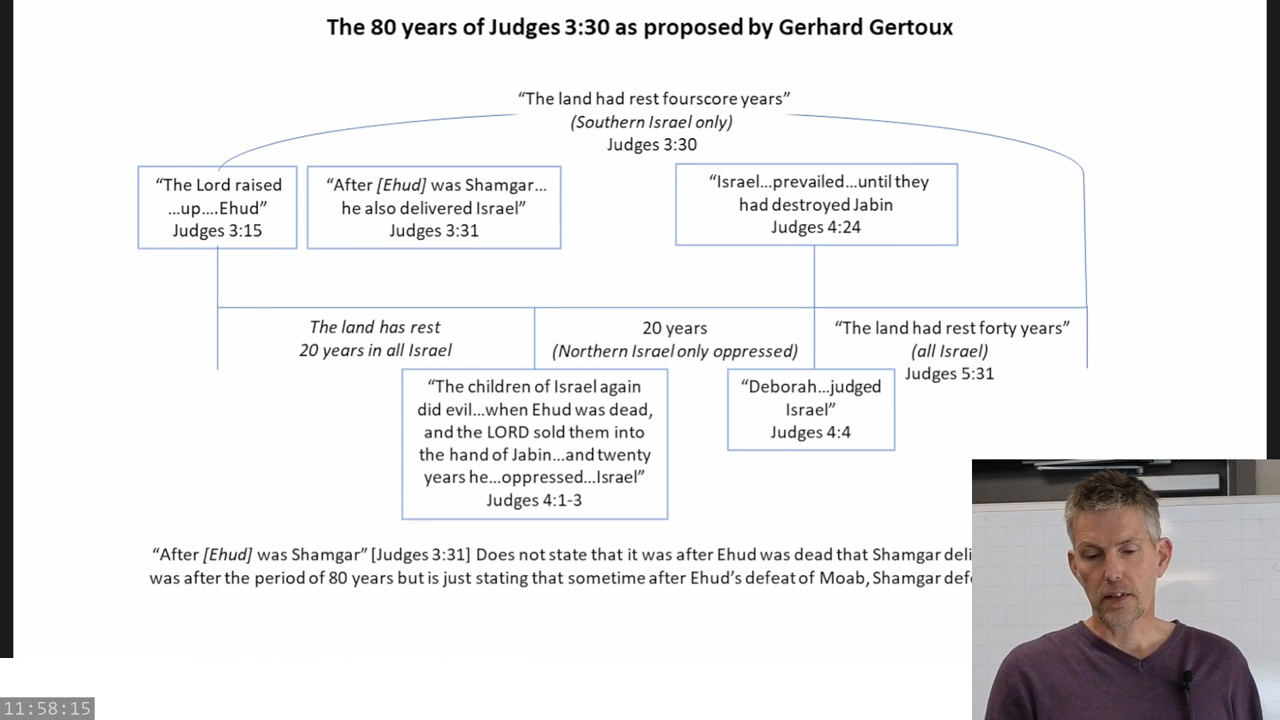 The 80 years of Judges 3:30 as proposed by Gerhard Gertoux
“The land had rest fourscore years”
(Southern Israel only)
Judges 3:30
“The Lord raised
…up….Ehud”
Judges 3:15
“After [Ehud] was Shamgar…
he also delivered Israel”
Judges 3:31
“Israel…prevailed…until they
had destroyed Jabin
Judges 4:24
The land has rest
20 years in all Israel
20 years
(Northern Israel only oppressed)
“The land had rest forty years”
(all Israel)
Judges 5:31
“The children of Israel again
did evil…when Ehud was dead,
and the LORD sold them into
the hand of Jabin…and twenty
years he…oppressed…Israel”
Judges 4:1-3
“Deborah…judged
Israel”
Judges 4:4
“After [Ehud] was Shamgar” [Judges 3:31] Does not state that it was after Ehud was dead that Shamgar deli
was after the period of 80 years but is just stating that sometime after Ehud’s defeat of Moab, Shamgar def
11:58:15